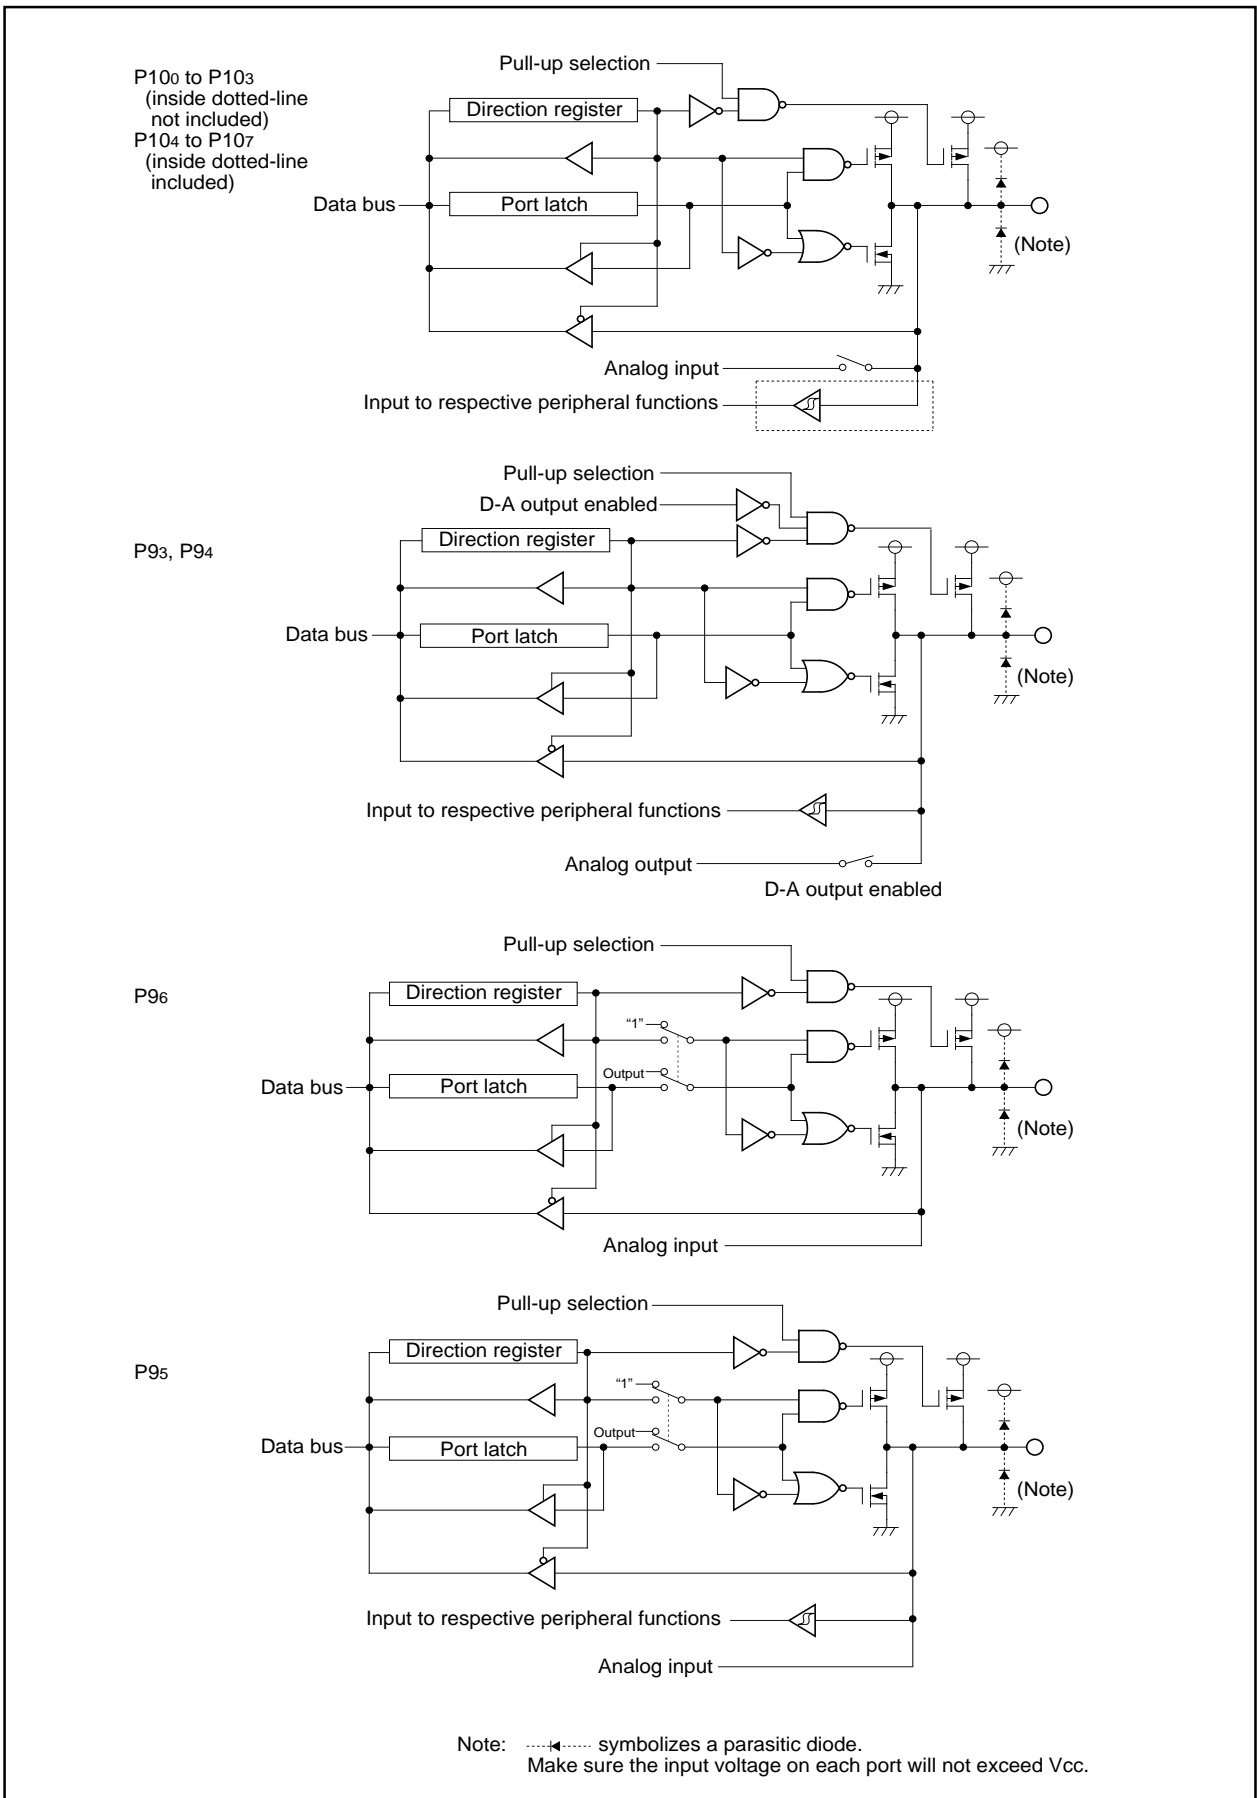 Pull-up selection
P100 to P103
(inside dotted-line
not included)
P104 to P107
(inside dotted-line
included)
Direction register
Data bus
Port latch
(Note)
Analog input
Input to respective peripheral functions
Pull-up selection
D-A output enabled
P93, P94
Direction register
Data bus
Port latch
(Note)
Input to respective peripheral functions
Analog output
D-A output enabled
Pull-up selection
P96
Direction register
“1”
Output
Data bus
Port latch
(Note)
Analog input
Pull-up selection
P95
Direction register
“1”
Output
Data bus
Port latch
(Note)
Input to respective peripheral functions
Analog input
Note: symbolizes a parasitic diode.
Make sure the input voltage on each port will not exceed Vcc.